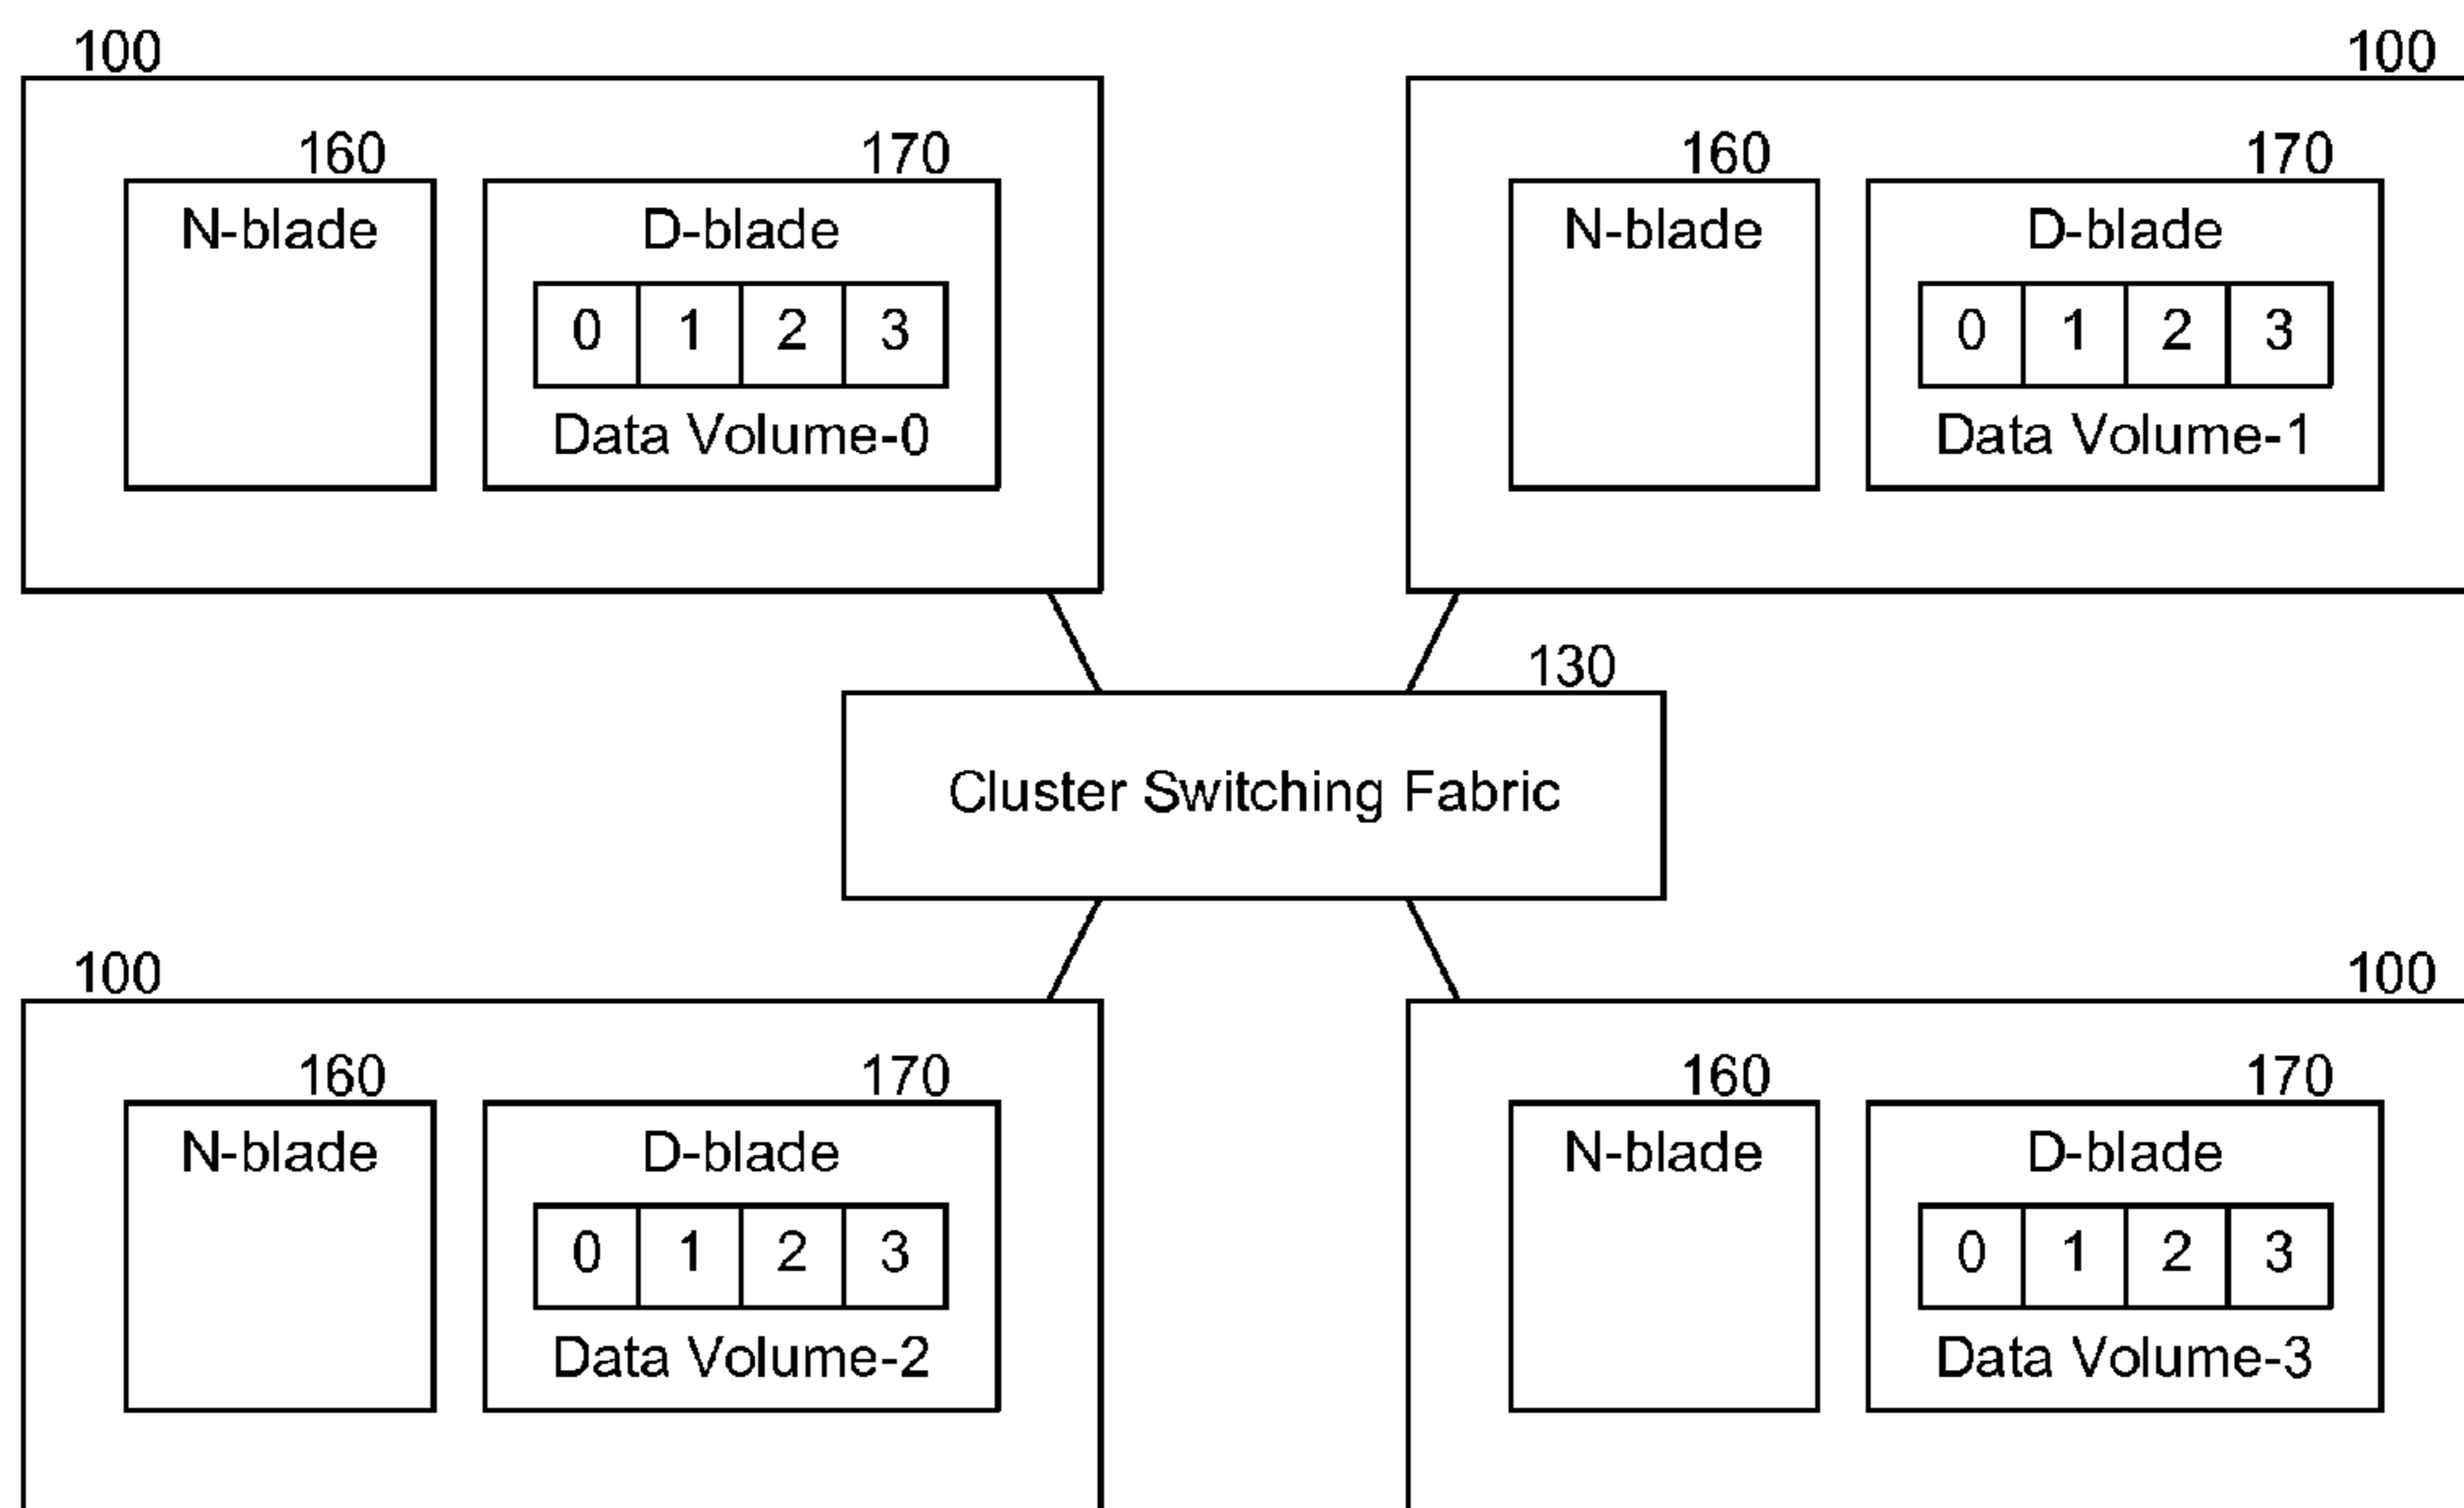 100
100
160
170
160
170
N-blade
D-blade
N-blade
D-blade
0 1 2 3
0 1 2 3
Data Volume-0
Data Volume-1
130
Cluster Switching Fabric
100
100
160
170
160
170
N-blade
D-blade
N-blade
D-blade
0 1 2 3
0 1 2 3
Data Volume-2
Data Volume-3